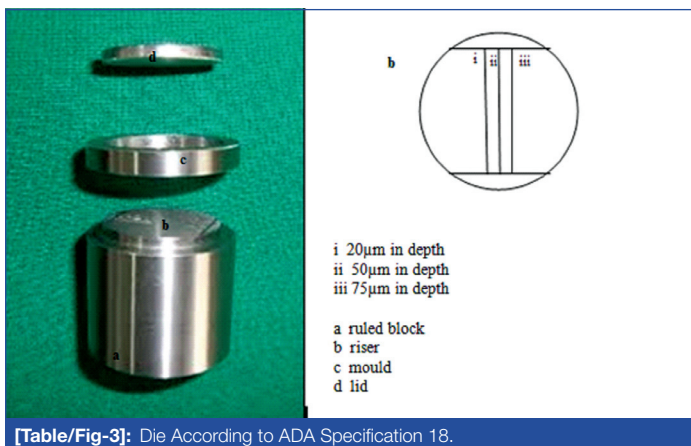 d
c
b
a
b
i
ii
iii
i 20µm in depth
ii 50µm in depth
iii 75µm in depth
a ruled block
b riser
c mould
d lid
[Table/Fig-3]: Die According to ADA Specification 18.